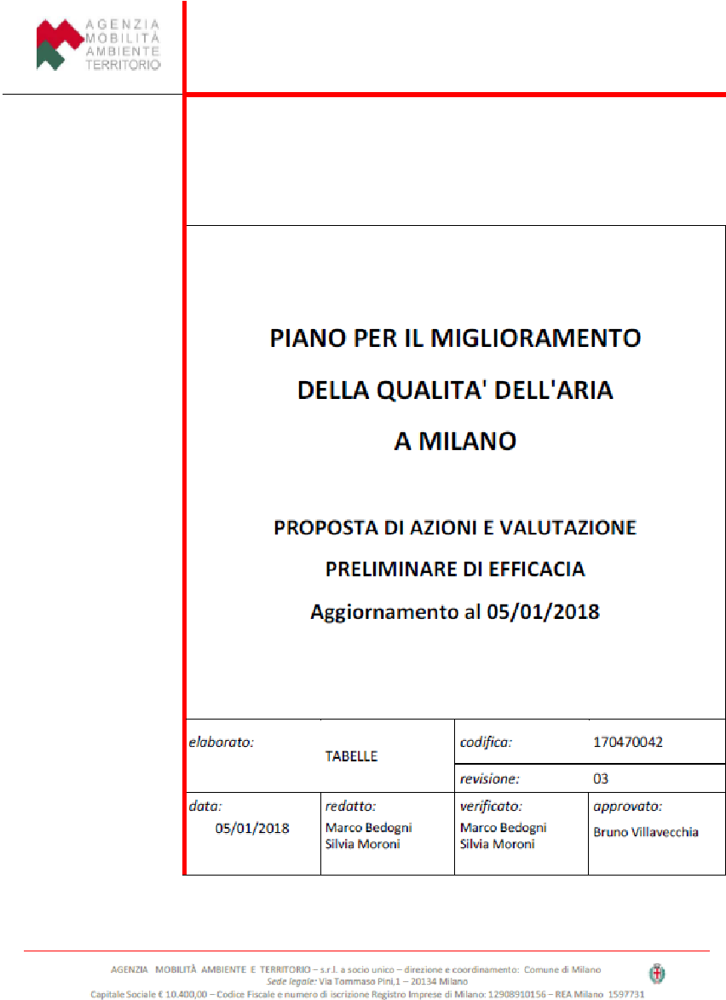 AGENZIA
MOBILITÀ
AMBIENTE
TERRITORIO
PIANO PER IL MIGLIORAMENTO
DELLA QUALITA' DELL'ARIA
A MILANO
PROPOSTA DI AZIONI E VALUTAZIONE
PRELIMINARE DI EFFICACIA
Aggiornamento al 05/01/2018
elaborato:
TABELLE
codifica: 170470042
revisione: 03
data:
05/01/2018
redatto:
Marco Bedogni
Silvia Moroni
verificato:
Marco Bedogni
Silvia Moroni
approvato:
Bruno Villavecchia
AGENZIA MOBILITÀ AMBIENTE E TERRITORIO – s.r.l. a socio unico – direzione e coordinamento: Comune di Milano
Sede legale: Via Tommaso Pini,1 – 20134 Milano
Capitale Sociale € 10.400,00 – Codice Fiscale e numero di iscrizione Registro Imprese di Milano: 12908910156 – REA Milano 1597731